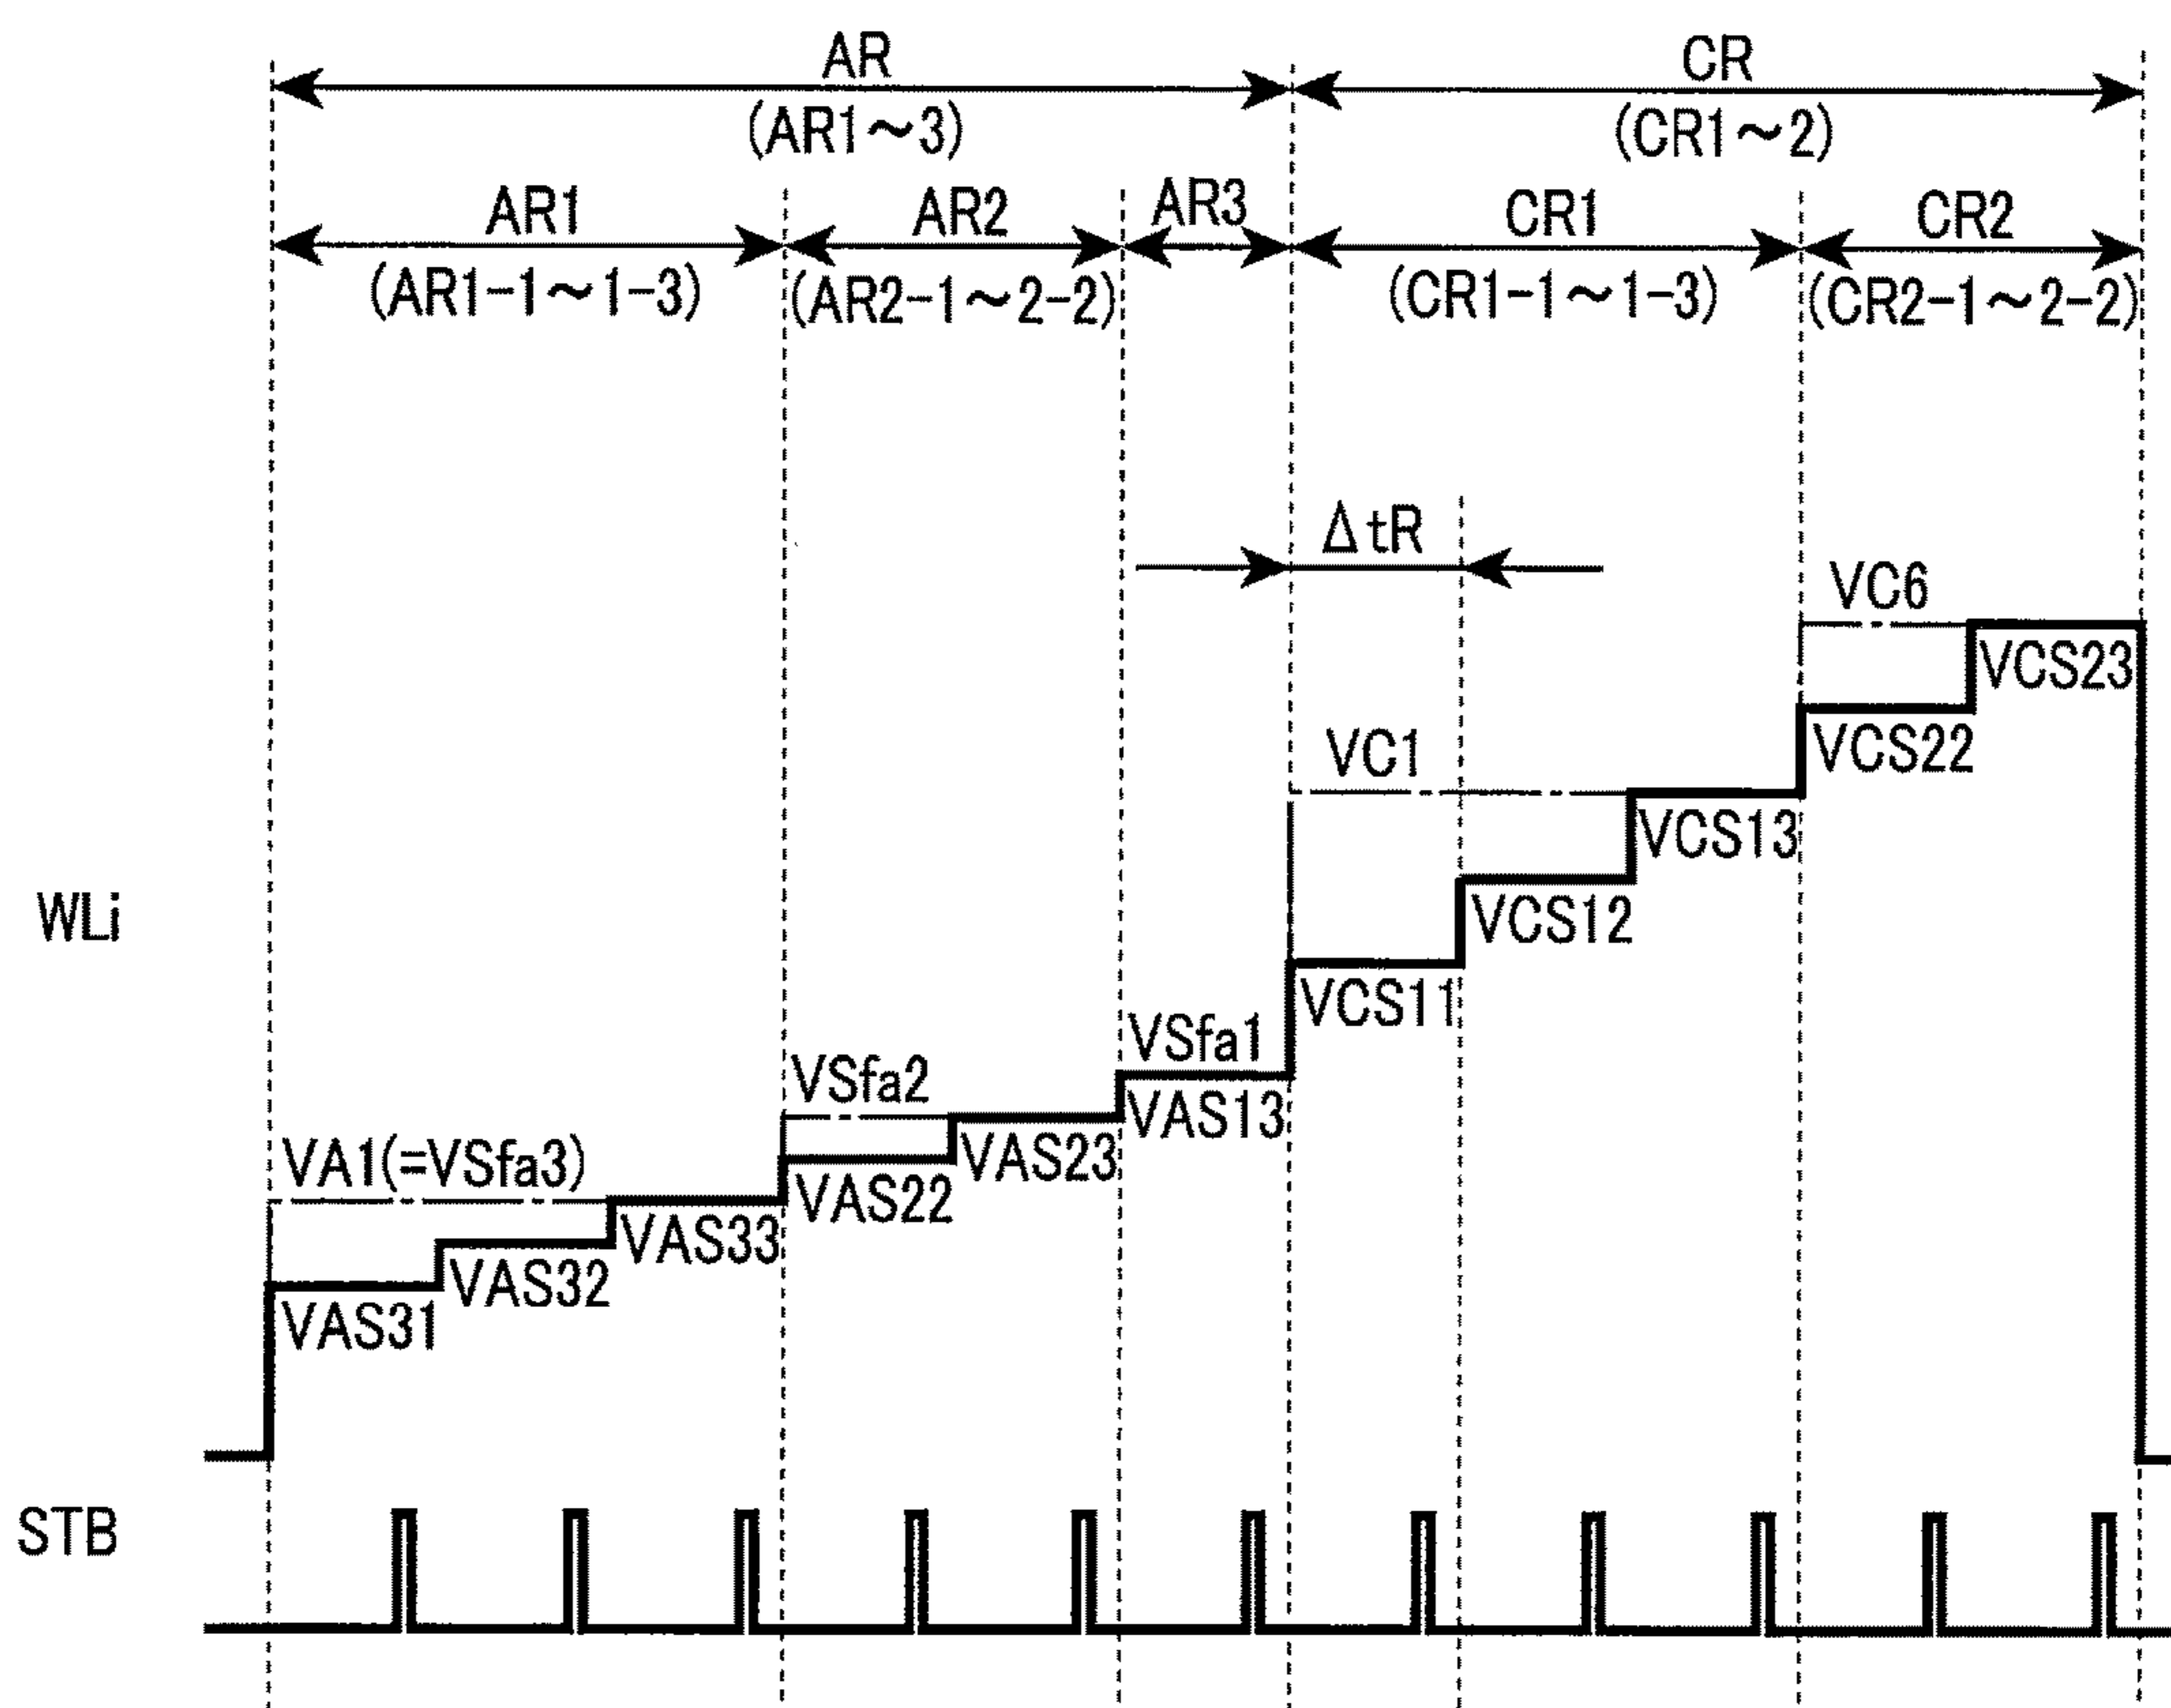 AR
CR
(AR1～3)
(CR1～2)
AR1
AR2
AR3
CR1
CR2
(AR1-1～1-3)
(AR2-1～2-2)
(CR1-1～1-3)
(CR2-1～2-2)
ΔtR
VC6
VCS23
VC1
VCS22
VCS13
WLi
VCS12
VCS11
VSfa1
VSfa2
VAS13
VA1(=VSfa3)
VAS23
VAS22
VAS33
VAS32
VAS31
STB